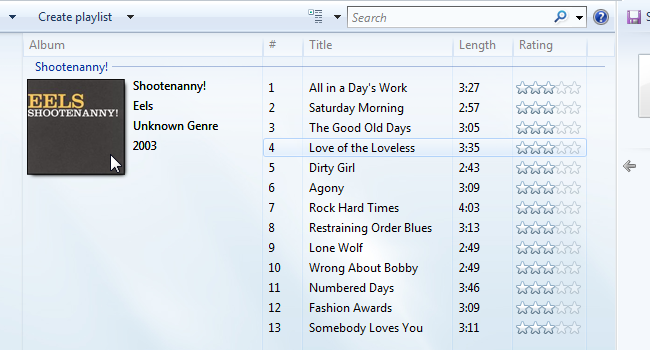 Create playlist Search
Album # Title Length Rating
Shootenanny!
EELS
SHOOTENANNY!
Shootenanny!
Eels
Unknown Genre
2003
1 All in a Day's Work 3:27
2 Saturday Morning 2:57
3 The Good Old Days 3:05
4 Love of the Loveless 3:35
5 Dirty Girl 2:43
6 Agony 3:09
7 Rock Hard Times 4:03
8 Restraining Order Blues 3:13
9 Lone Wolf 2:49
10 Wrong About Bobby 2:49
11 Numbered Days 3:46
12 Fashion Awards 3:09
13 Somebody Loves You 3:11